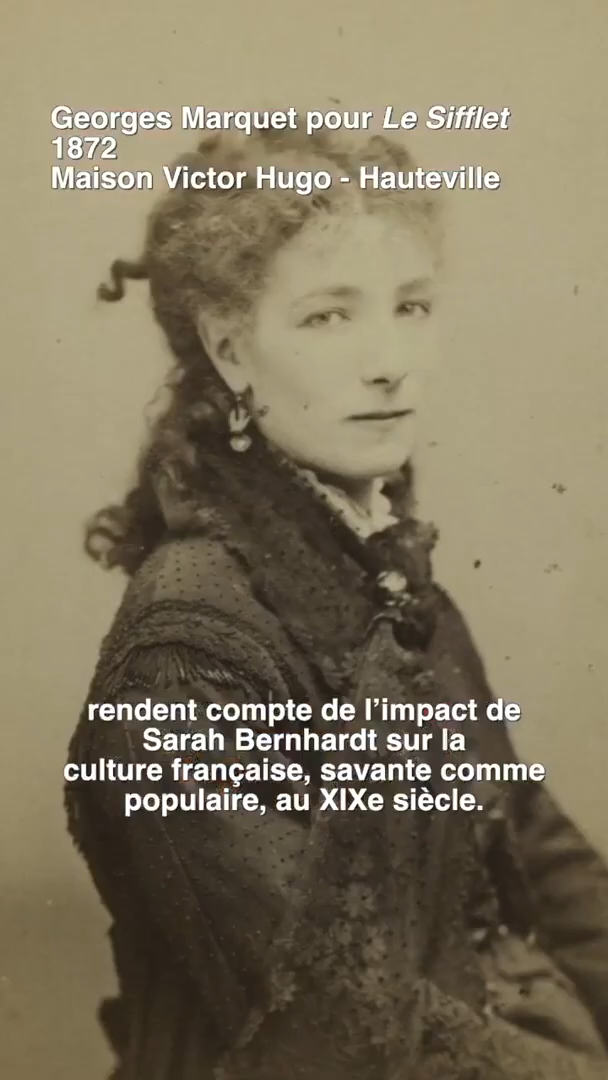 Georges Marquet pour Le Sifflet
1872
Maison Victor Hugo - Hauteville
rendent compte de l'impact de
Sarah Bernhardt sur la
culture française, savante comme
populaire, au XIXe siècle.